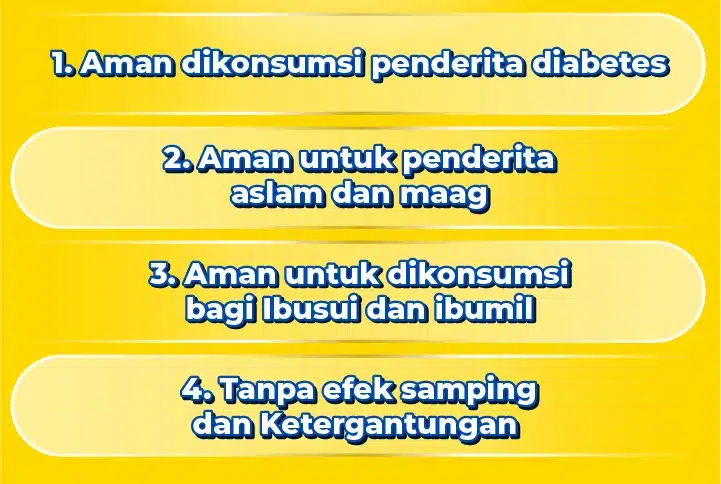 1. Aman dikonsumsi penderita diabetes
2. Aman untuk penderita
aslam dan maag
3. Aman untuk dikonsumsi
bagi Ibusui dan ibumil
4. Tanpa efek samping
dan Ketergantungan